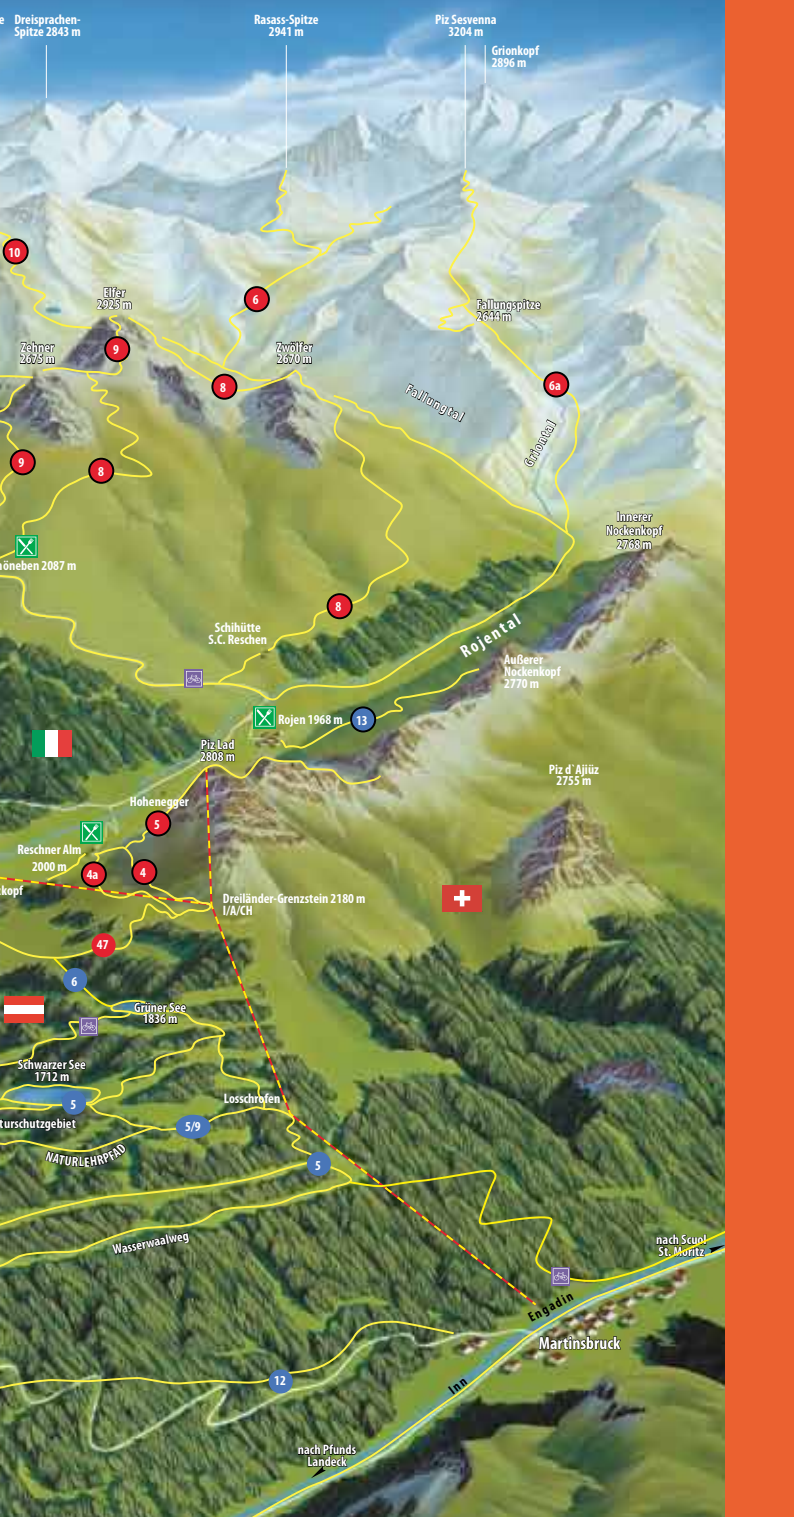 Dreisprachen-
Spitze 2843 m
Rasass-Spitze
2941 m
Piz Sesvenna
3204 m
Grionkopf
2896 m
10
6
Elfer
2925 m
Fallungspitze
2644 m
Zehner
2675 m
9
Zwölfer
2670 m
8
6a
Fallungtal
Griontal
9
8
Innerer
Nockenkopf
2768 m
höneben 2087 m
8
Schihütte
S.C. Reschen
Rojental
Äußerer
Nockenkopf
2770 m
Rojen 1968 m
13
Piz Lad
2808 m
Piz d`Ajiüz
2755 m
Hohenegger
5
Reschner Alm
2000 m
4a
4
kopf
Dreiländer-Grenzstein 2180 m
I/A/CH
47
6
Grüner See
1836 m
Schwarzer See
1712 m
5
Losschrofen
turschutzgebiet
5/9
NATURLEHRPFAD
5
Wasserwaalweg
nach Scuol
St. Moritz
Engadin
Martinsbruck
12
Inn
nach Pfunds
Landeck